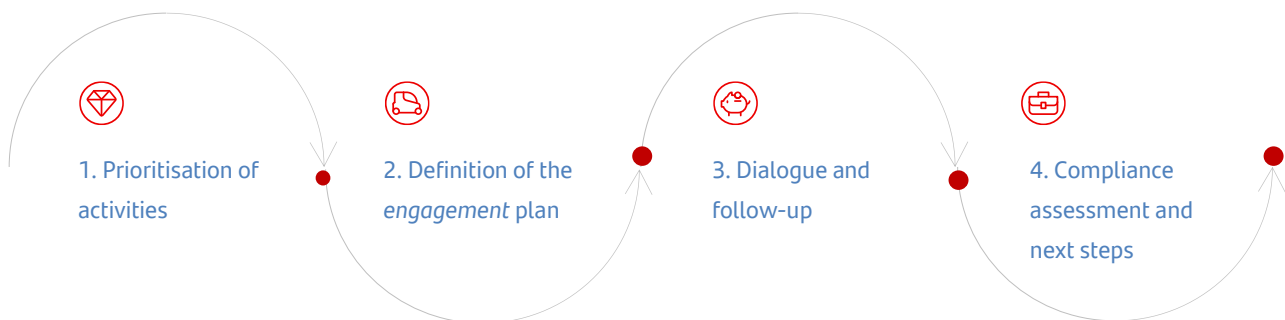 1. Prioritisation of
activities
2. Definition of the
engagement plan
3. Dialogue and
follow-up
4. Compliance
assessment and
next steps